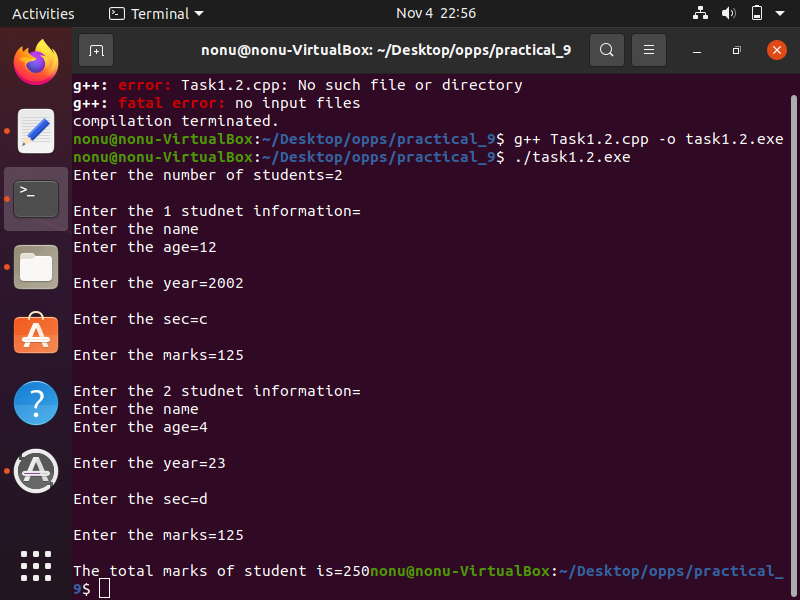 Activities Terminal Nov 4 22:56
nonu@nonu-VirtualBox: ~/Desktop/opps/practical_9
g++: error: Task1.2.cpp: No such file or directory
g++: fatal error: no input files
compilation terminated.
nonu@nonu-VirtualBox:~/Desktop/opps/practical_9$ g++ Task1.2.cpp -o task1.2.exe
nonu@nonu-VirtualBox:~/Desktop/opps/practical_9$ ./task1.2.exe
Enter the number of students=2
Enter the 1 studnet information=
Enter the name
Enter the age=12
Enter the year=2002
Enter the sec=c
Enter the marks=125
Enter the 2 studnet information=
Enter the name
Enter the age=4
Enter the year=23
Enter the sec=d
Enter the marks=125
The total marks of student is=250nonu@nonu-VirtualBox:~/Desktop/opps/practical_
9$